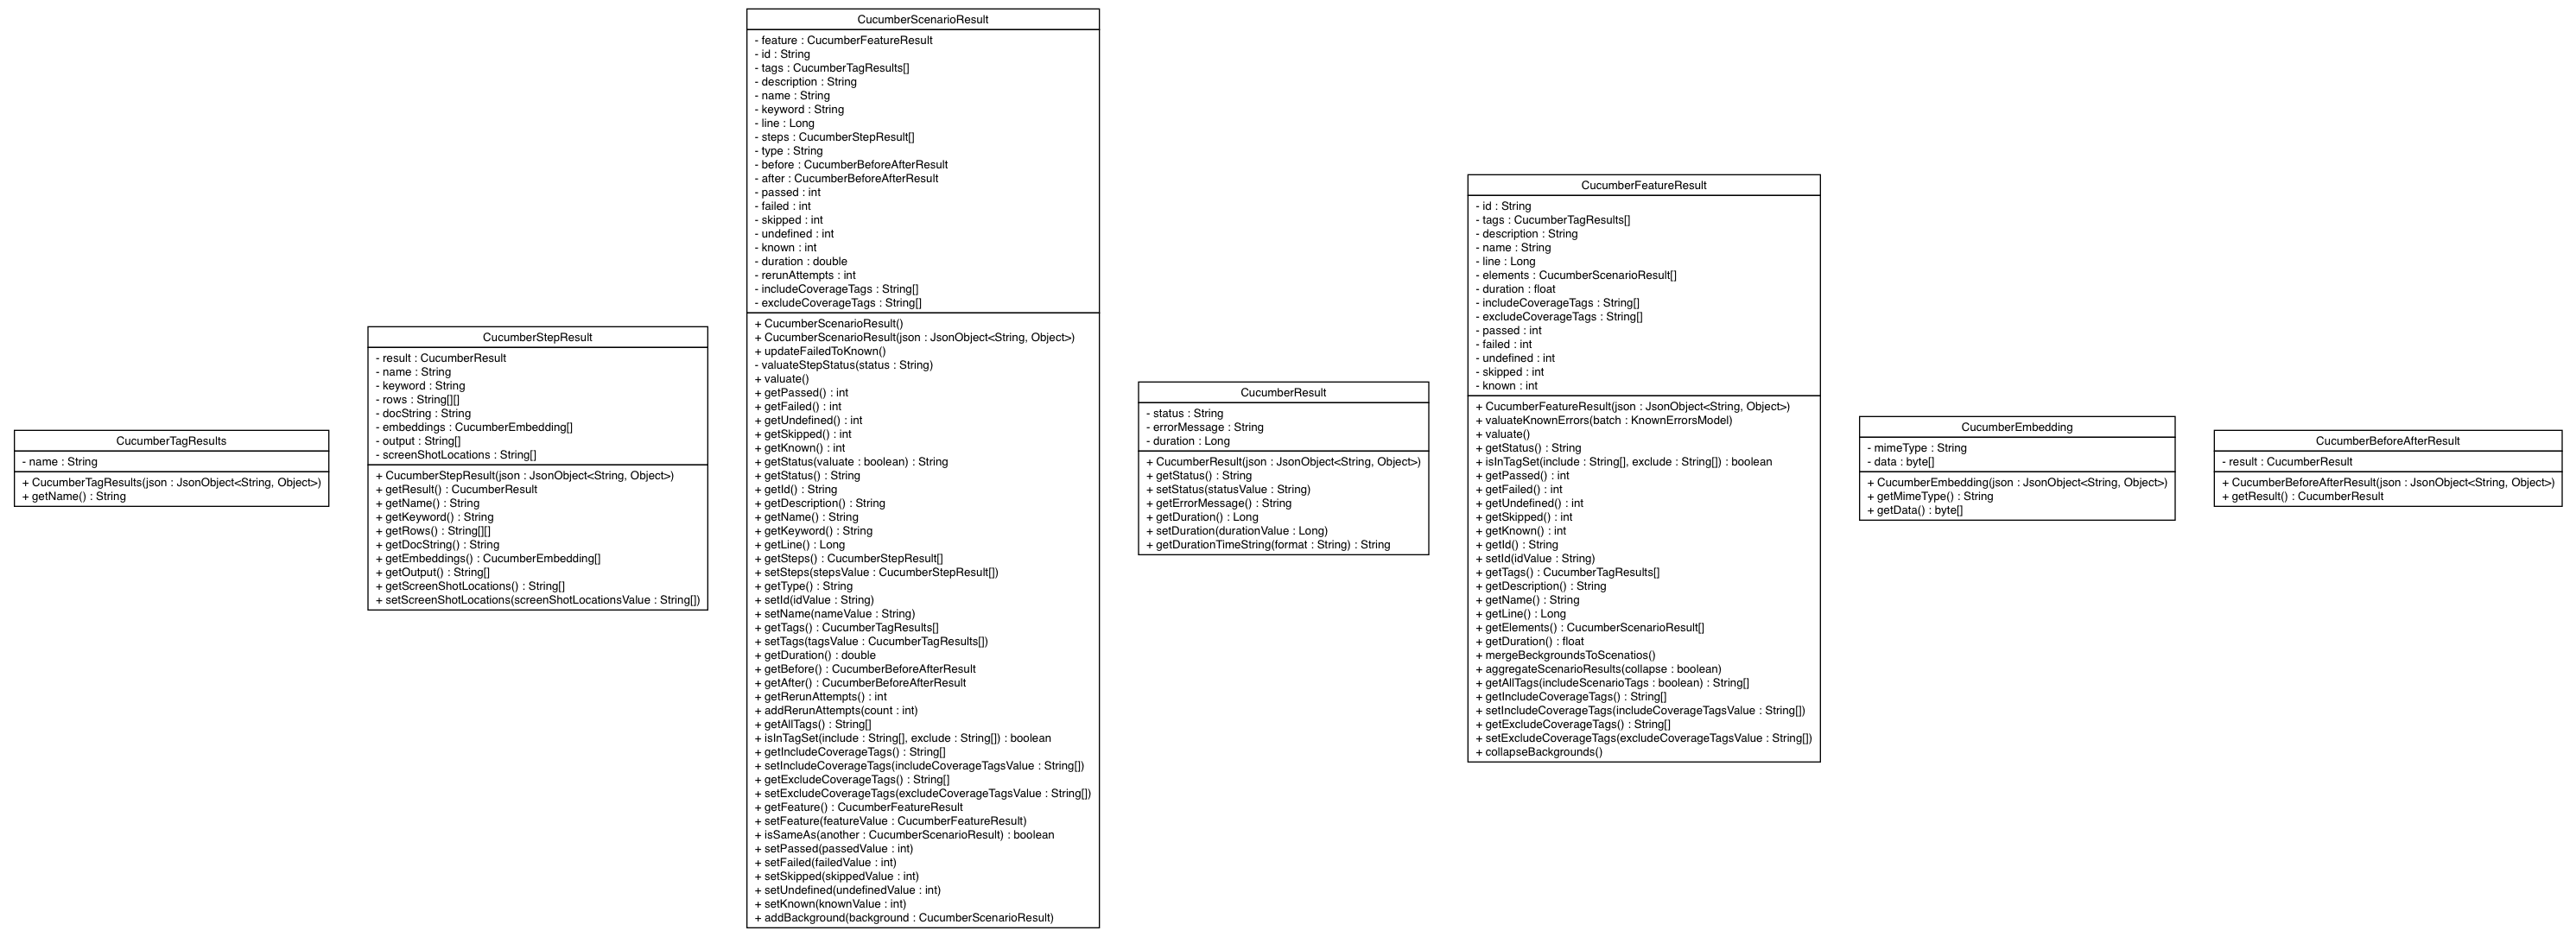 CucumberTagResults
- name : String
+ CucumberTagResults(json : JsonObject<String, Object>)
+ getName() : String
CucumberStepResult
- result : CucumberResult
- name : String
- keyword : String
- rows : String[][]
- docString : String
- embeddings : CucumberEmbedding[]
- output : String[]
- screenShotLocations : String[]
+ CucumberStepResult(json : JsonObject<String, Object>)
+ getResult() : CucumberResult
+ getName() : String
+ getKeyword() : String
+ getRows() : String[][]
+ getDocString() : String
+ getEmbeddings() : CucumberEmbedding[]
+ getOutput() : String[]
+ getScreenShotLocations() : String[]
+ setScreenShotLocations(screenShotLocationsValue : String[])
CucumberScenarioResult
- feature : CucumberFeatureResult
- id : String
- tags : CucumberTagResults[]
- description : String
- name : String
- keyword : String
- line : Long
- steps : CucumberStepResult[]
- type : String
- before : CucumberBeforeAfterResult
- after : CucumberBeforeAfterResult
- passed : int
- failed : int
- skipped : int
- undefined : int
- known : int
- duration : double
- rerunAttempts : int
- includeCoverageTags : String[]
- excludeCoverageTags : String[]
+ CucumberScenarioResult()
+ CucumberScenarioResult(json : JsonObject<String, Object>)
+ updateFailedToKnown()
- valuateStepStatus(status : String)
+ valuate()
+ getPassed() : int
+ getFailed() : int
+ getUndefined() : int
+ getSkipped() : int
+ getKnown() : int
+ getStatus(valuate : boolean) : String
+ getStatus() : String
+ getId() : String
+ getDescription() : String
+ getName() : String
+ getKeyword() : String
+ getLine() : Long
+ getSteps() : CucumberStepResult[]
+ setSteps(stepsValue : CucumberStepResult[])
+ getType() : String
+ setId(idValue : String)
+ setName(nameValue : String)
+ getTags() : CucumberTagResults[]
+ setTags(tagsValue : CucumberTagResults[])
+ getDuration() : double
+ getBefore() : CucumberBeforeAfterResult
+ getAfter() : CucumberBeforeAfterResult
+ getRerunAttempts() : int
+ addRerunAttempts(count : int)
+ getAllTags() : String[]
+ isInTagSet(include : String[], exclude : String[]) : boolean
+ getIncludeCoverageTags() : String[]
+ setIncludeCoverageTags(includeCoverageTagsValue : String[])
+ getExcludeCoverageTags() : String[]
+ setExcludeCoverageTags(excludeCoverageTagsValue : String[])
+ getFeature() : CucumberFeatureResult
+ setFeature(featureValue : CucumberFeatureResult)
+ isSameAs(another : CucumberScenarioResult) : boolean
+ setPassed(passedValue : int)
+ setFailed(failedValue : int)
+ setSkipped(skippedValue : int)
+ setUndefined(undefinedValue : int)
+ setKnown(knownValue : int)
+ addBackground(background : CucumberScenarioResult)
CucumberResult
- status : String
- errorMessage : String
- duration : Long
+ CucumberResult(json : JsonObject<String, Object>)
+ getStatus() : String
+ setStatus(statusValue : String)
+ getErrorMessage() : String
+ getDuration() : Long
+ setDuration(durationValue : Long)
+ getDurationTimeString(format : String) : String
CucumberFeatureResult
- id : String
- tags : CucumberTagResults[]
- description : String
- name : String
- line : Long
- elements : CucumberScenarioResult[]
- duration : float
- includeCoverageTags : String[]
- excludeCoverageTags : String[]
- passed : int
- failed : int
- undefined : int
- skipped : int
- known : int
+ CucumberFeatureResult(json : JsonObject<String, Object>)
+ valuateKnownErrors(batch : KnownErrorsModel)
+ valuate()
+ getStatus() : String
+ isInTagSet(include : String[], exclude : String[]) : boolean
+ getPassed() : int
+ getFailed() : int
+ getUndefined() : int
+ getSkipped() : int
+ getKnown() : int
+ getId() : String
+ setId(idValue : String)
+ getTags() : CucumberTagResults[]
+ getDescription() : String
+ getName() : String
+ getLine() : Long
+ getElements() : CucumberScenarioResult[]
+ getDuration() : float
+ mergeBeckgroundsToScenatios()
+ aggregateScenarioResults(collapse : boolean)
+ getAllTags(includeScenarioTags : boolean) : String[]
+ getIncludeCoverageTags() : String[]
+ setIncludeCoverageTags(includeCoverageTagsValue : String[])
+ getExcludeCoverageTags() : String[]
+ setExcludeCoverageTags(excludeCoverageTagsValue : String[])
+ collapseBackgrounds()
CucumberEmbedding
- mimeType : String
- data : byte[]
+ CucumberEmbedding(json : JsonObject<String, Object>)
+ getMimeType() : String
+ getData() : byte[]
CucumberBeforeAfterResult
- result : CucumberResult
+ CucumberBeforeAfterResult(json : JsonObject<String, Object>)
+ getResult() : CucumberResult